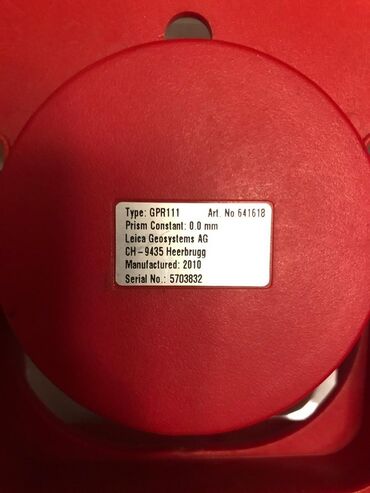 Type: GPR111 Art. No 641618
Prism Constant: 0.0 mm
Leica Geosystems AG
CH–9435 Heerbrugg
Manufactured: 2010
Serial No.: 5703832